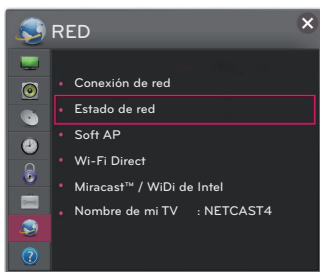 RED
Conexión de red
Estado de red
Soft AP
Wi-Fi Direct
Miracast™ / WiDi de Intel
Nombre de mi TV : NETCAST4